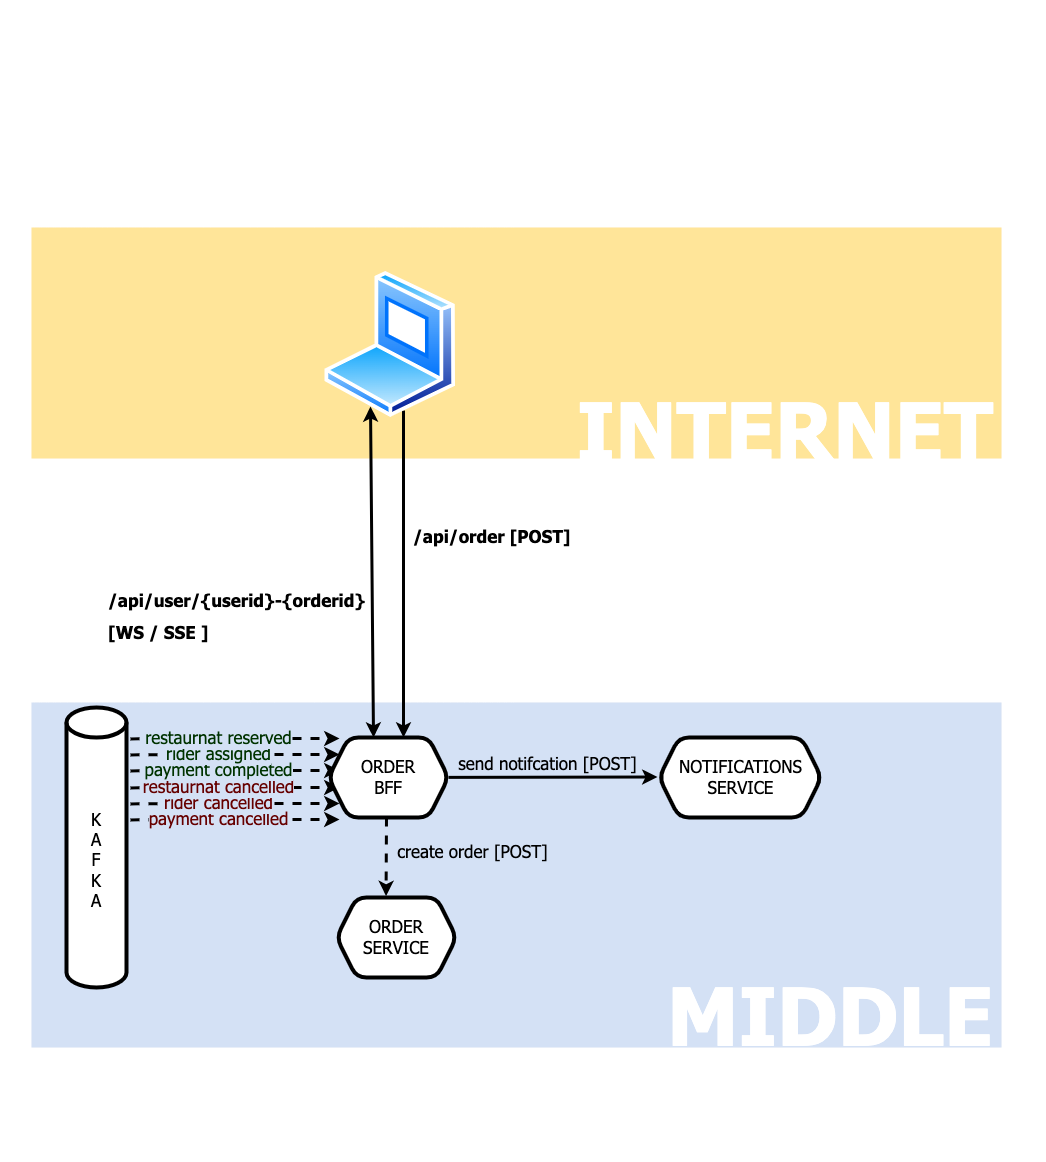 INTERNET
/api/order [POST]
/api/user/{userid}-{orderid}
[WS / SSE ]
restaurnat reserved
rider assigned
payment completed
restaurnat cancelled
rider cancelled
payment cancelled
K
A
F
K
A
ORDER
BFF
send notifcation [POST]
NOTIFICATIONS
SERVICE
create order [POST]
ORDER
SERVICE
MIDDLE